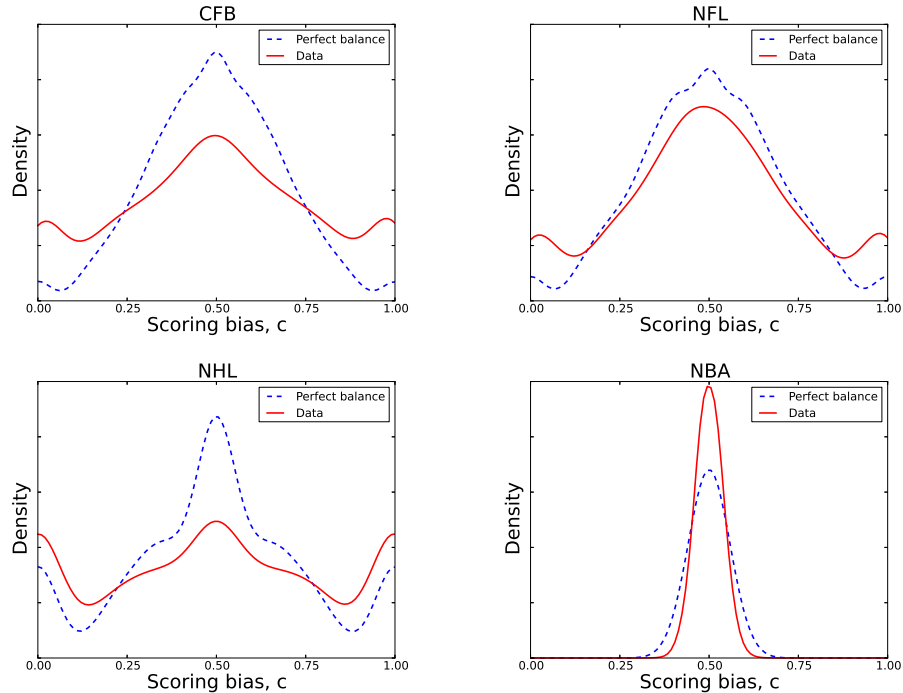 CFB
Perfect balance
Data
Density
0.00 0.25 0.50 0.75 1.00
Scoring bias, c
NFL
Perfect balance
Data
Density
0.00 0.25 0.50 0.75 1.00
Scoring bias, c
NHL
Perfect balance
Data
Density
0.00 0.25 0.50 0.75 1.00
Scoring bias, c
NBA
Perfect balance
Data
Density
0.00 0.25 0.50 0.75 1.00
Scoring bias, c